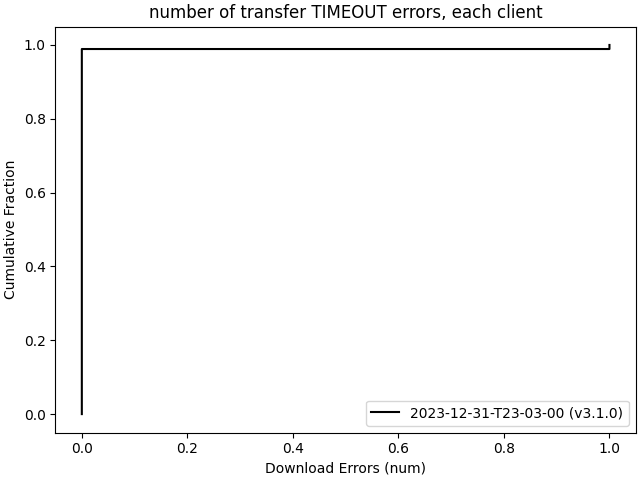 number of transfer TIMEOUT errors, each client
1.0
0.8
0.6
0.4
0.2
0.0
Cumulative Fraction
2023-12-31-T23-03-00 (v3.1.0)
0.0 0.2 0.4 0.6 0.8 1.0
Download Errors (num)